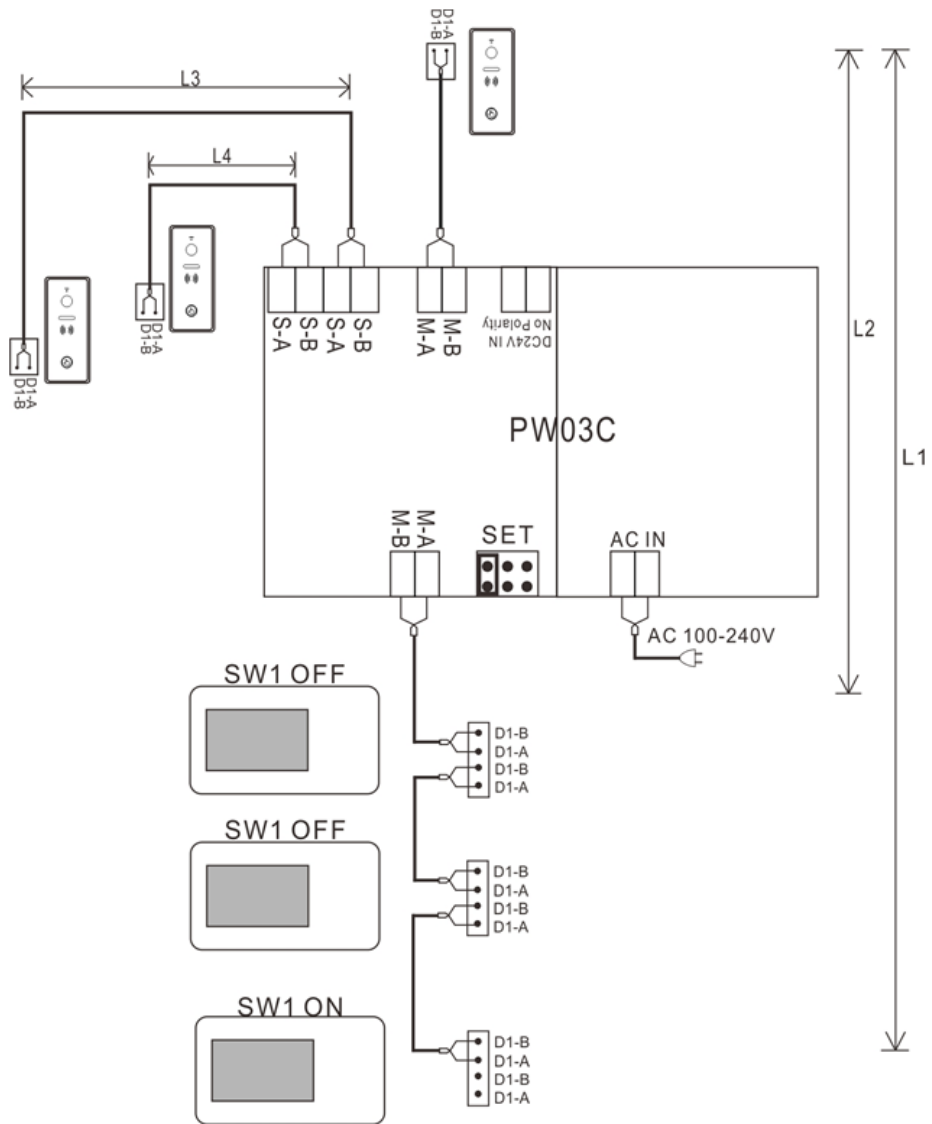 D1-A
D1-B
L3
L4
D1-A
D1-B
D1-A
D1-B
S-A
S-B
S-A
S-B
M-A
M-B
No Polarity
DC24V IN
L2
L1
PW03C
M-B
M-A
SET
AC IN
AC 100-240V
SW1 OFF
D1-B
D1-A
D1-B
D1-A
SW1 OFF
D1-B
D1-A
D1-B
D1-A
SW1 ON
D1-B
D1-A
D1-B
D1-A